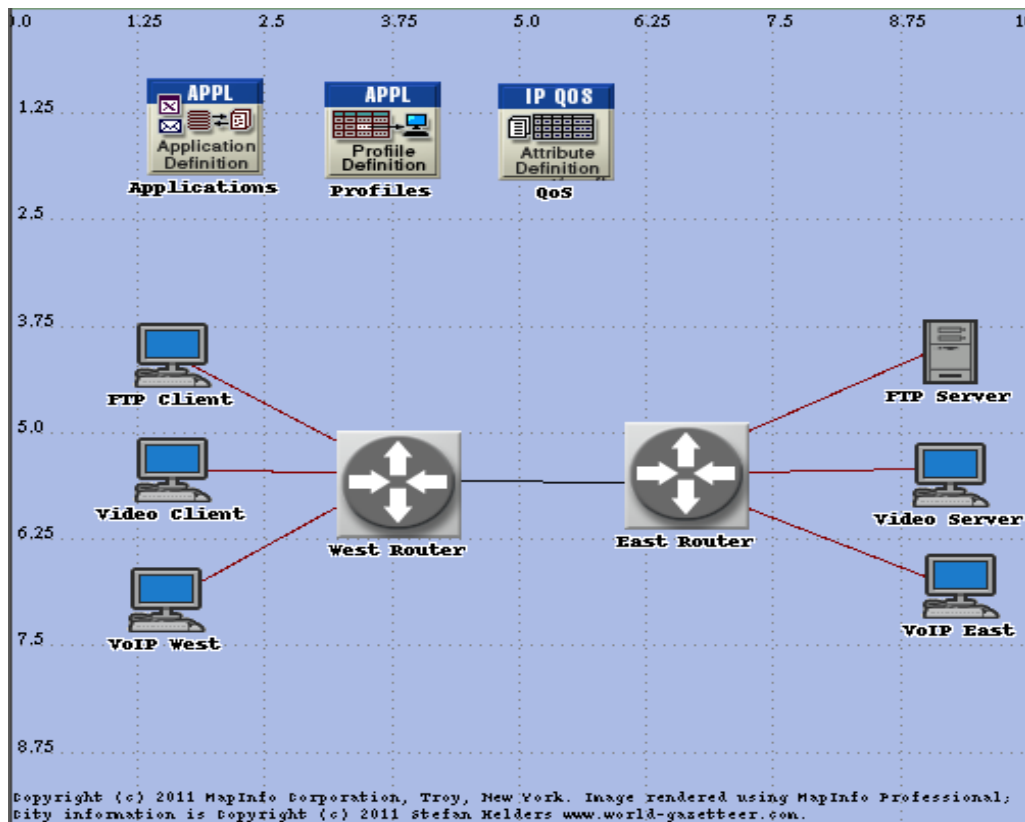 0.0 1.25 2.5 3.75 5.0 6.25 7.5 8.75
APPL APPL IP QOS
1.25
Application Definition
Profiile Definition
Attribute Definition
Applications Profiles QoS
2.5
3.75
FTP Client FTP Server
5.0
Video Client Video Server
West Router East Router
6.25
VoIP West VoIP East
7.5
8.75
Copyright (c) 2011 MapInfo Corporation, Troy, New York. Image rendered using MapInfo Professional;
City information is Copyright (c) 2011 Stefan Helders www.world-gazetteer.com.